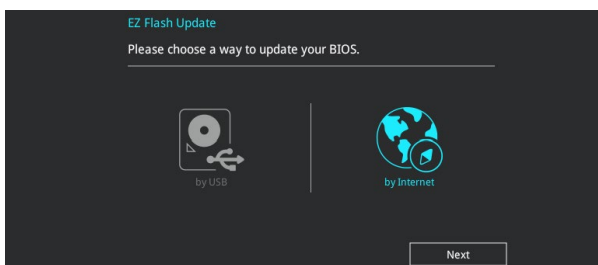 EZ Flash Update
Please choose a way to update your BIOS.
by USB
by Internet
Next